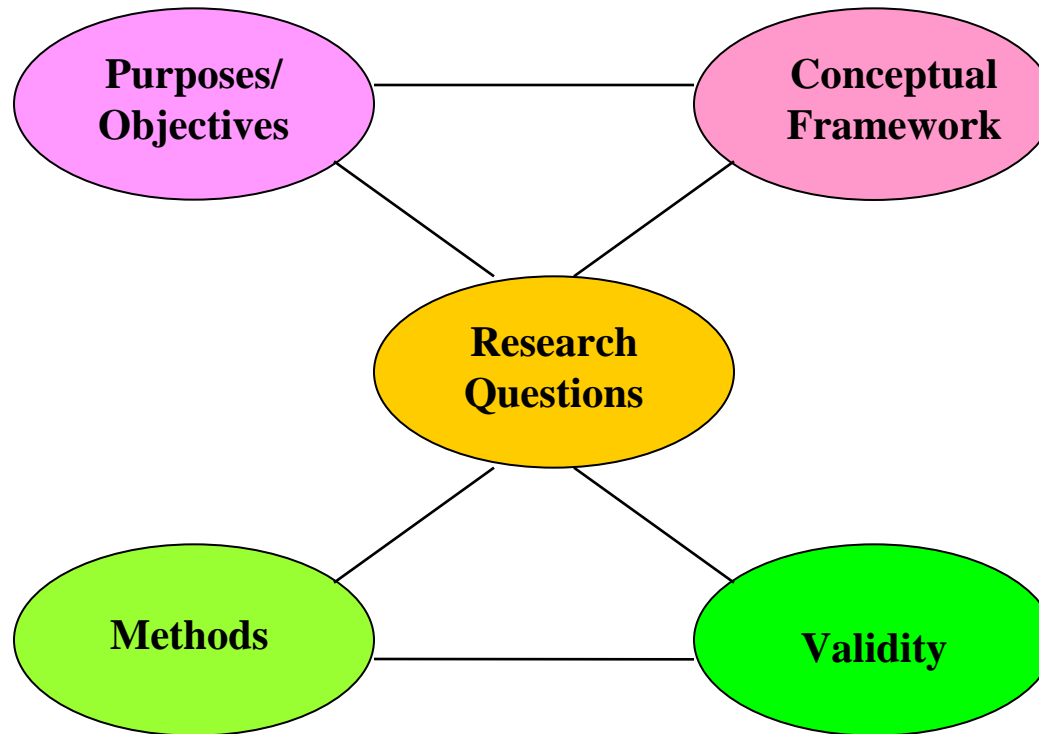 Purposes/
Objectives
Conceptual
Framework
Research
Questions
Methods
Validity